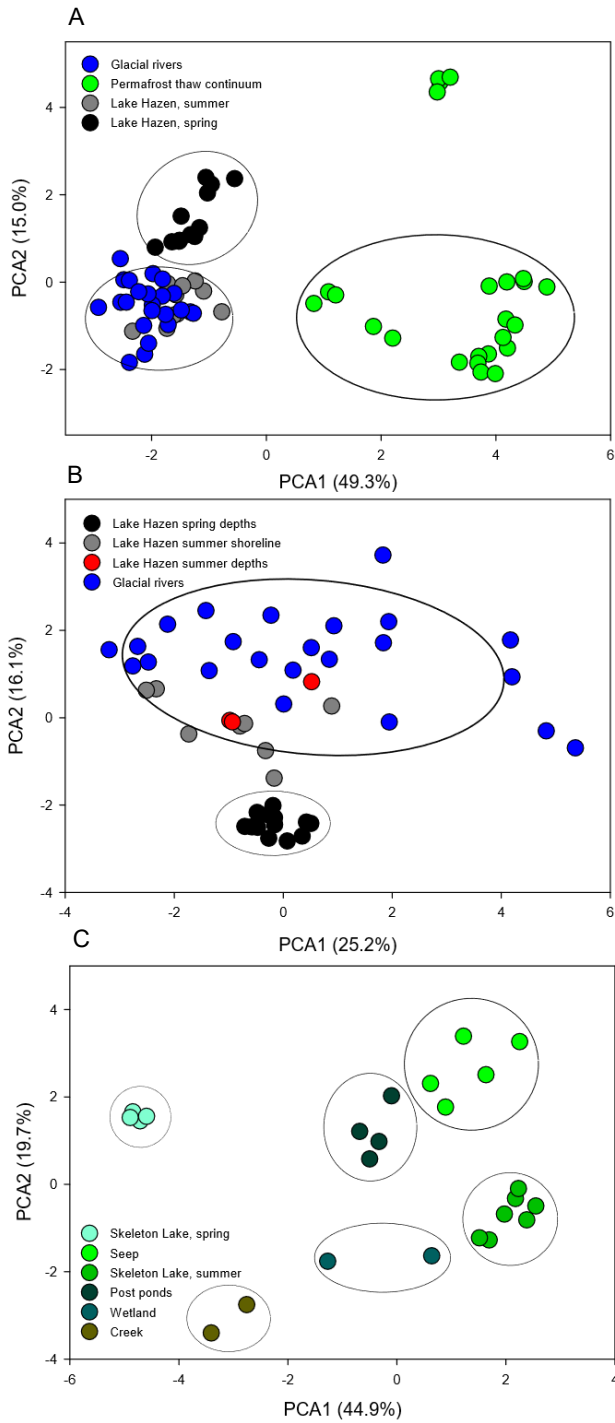 A
Glacial rivers
Permafrost thaw continuum
Lake Hazen, summer
Lake Hazen, spring
4
2
0
-2
PCA2 (15.0%)
-2
0
2
4
6
PCA1 (49.3%)
B
Lake Hazen spring depths
Lake Hazen summer shoreline
Lake Hazen summer depths
Glacial rivers
4
2
0
-2
-4
PCA2 (16.1%)
-4
-2
0
2
4
6
PCA1 (25.2%)
C
4
2
0
-2
-4
PCA2 (19.7%)
Skeleton Lake, spring
Seep
Skeleton Lake, summer
Post ponds
Wetland
Creek
-6
-4
-2
0
2
4
PCA1 (44.9%)